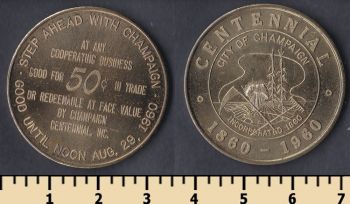 STEP AHEAD WITH CHAMPAIGN
GOOD UNTIL NOON AUG. 29, 1960
AT ANY
COOPERATING BUSINESS
GOOD FOR 50¢ IN TRADE
OR REDEEMABLE AT FACE VALUE
BY CHAMPAIGN
CENTENNIAL, INC.
CENTENNIAL
CITY OF CHAMPAIGN
INCORPORATED 1860
1860 - 1960
1 2 3 4 5 6 7